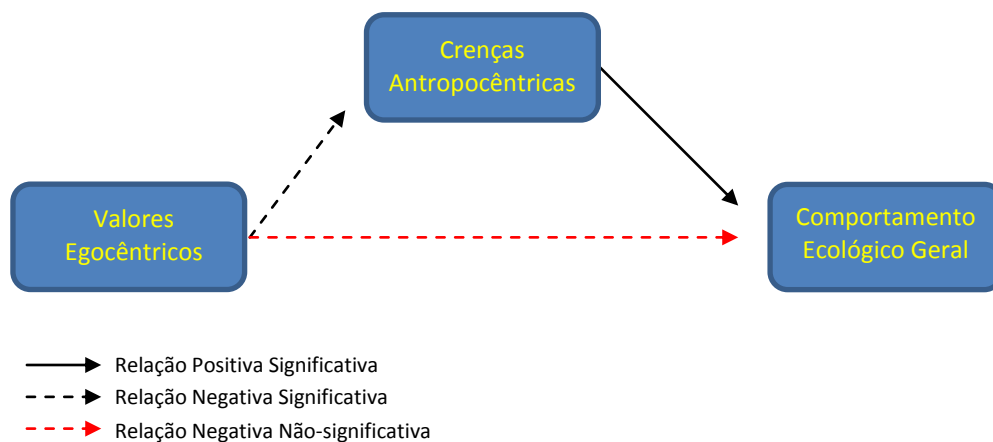 Crenças
Antropocêntricas
Valores
Egocêntricos
Comportamento
Ecológico Geral
Relação Positiva Significativa
Relação Negativa Significativa
Relação Negativa Não-significativa